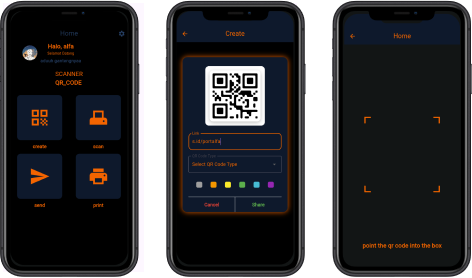 Home
Halo, alfa
SCANNER
QR_CODE
create
scan
send
print
Create
Select QR Code Type
Cancel
Share
Home
point the qr code into the box